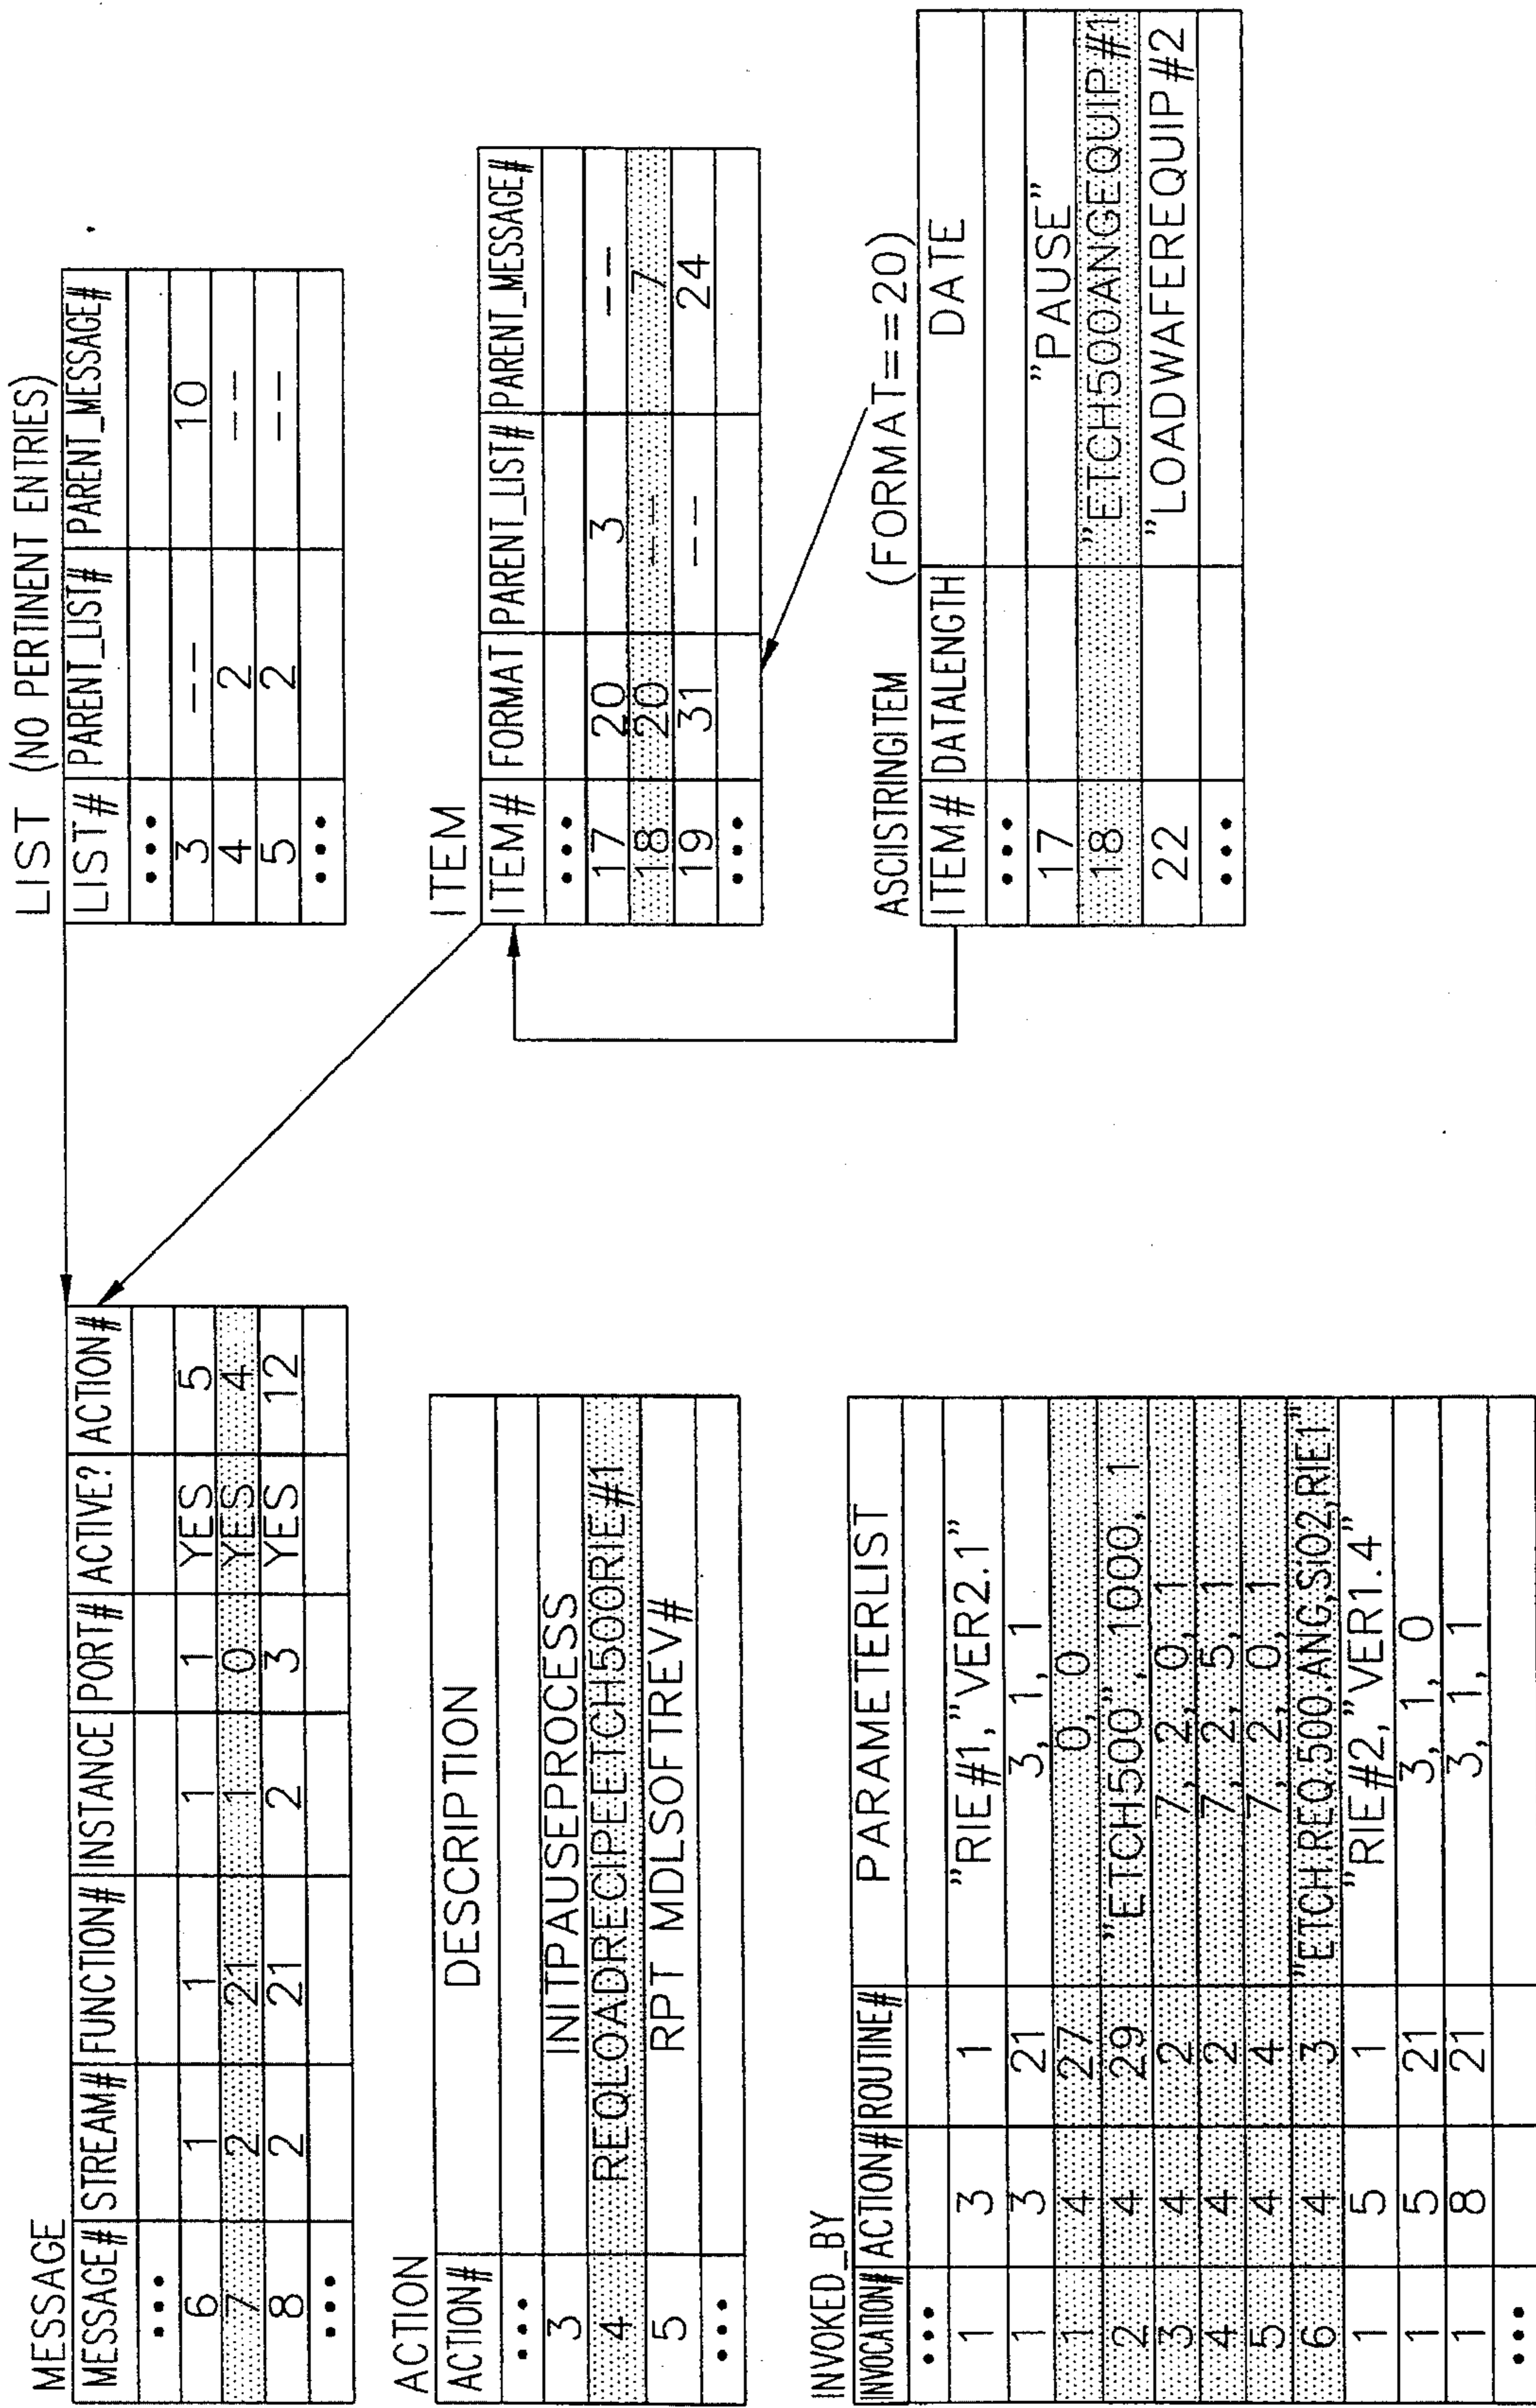 MESSAGE
MESSAGE# STREAM# FUNCTION# INSTANCE PORT# ACTIVE? ACTION#
•••
6 1 1 1 1 YES 5
7 2 21 1 0 YES 4
8 2 21 2 3 YES 12
•••
ACTION
ACTION# DESCRIPTION
•••
3 INITPAUSEPROCESS
4 REQLOADRECIPEETCH500RIE#1
5 RPT MDLSOFTREV#
•••
INVOKED_BY
INVOCATION# ACTION# ROUTINE# PARAMETERLIST
•••
1 3 1 "RIE#1,"VER2.1"
1 3 21 3, 1, 1
1 4 27 0, 0
2 4 29 "ETCH500", 1000, 1
3 4 2 7, 2, 0, 1
4 4 2 7, 2, 5, 1
5 4 4 7, 2, 0, 1
6 4 3 "ETCH.REQ.500.ANG,SIO2,RIE1"
1 5 1 "RIE#2,"VER1.4"
1 5 21 3, 1, 0
1 8 21 3, 1, 1
•••
LIST (NO PERTINENT ENTRIES)
LIST# PARENT_LIST# PARENT_MESSAGE#
•••
3 -- 10
4 2 --
5 2 --
•••
ITEM
ITEM# FORMAT PARENT_LIST# PARENT_MESSAGE#
•••
17 20 3 --
18 20 -- 7
19 31 -- 24
•••
ASCIISTRINGITEM (FORMAT==20)
ITEM# DATALENGTH DATE
•••
17 "PAUSE"
18 "ETCH500ANGEQUIP#1
22 "LOADWAFEREQUIP#2
•••